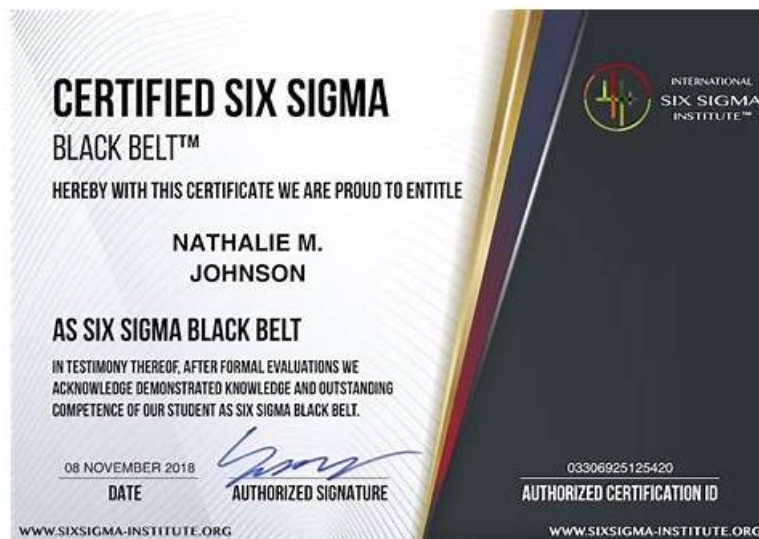 CERTIFIED SIX SIGMA
BLACK BELT™
HEREBY WITH THIS CERTIFICATE WE ARE PROUD TO ENTITLE
NATHALIE M.
JOHNSON
AS SIX SIGMA BLACK BELT
IN TESTIMONY THEREOF, AFTER FORMAL EVALUATIONS WE
ACKNOWLEDGE DEMONSTRATED KNOWLEDGE AND OUTSTANDING
COMPETENCE OF OUR STUDENT AS SIX SIGMA BLACK BELT.
08 NOVEMBER 2018
DATE
AUTHORIZED SIGNATURE
WWW.SIXSIGMA-INSTITUTE.ORG
INTERNATIONAL
SIX SIGMA
INSTITUTE™
03306925125420
AUTHORIZED CERTIFICATION ID
WWW.SIXSIGMA-INSTITUTE.ORG